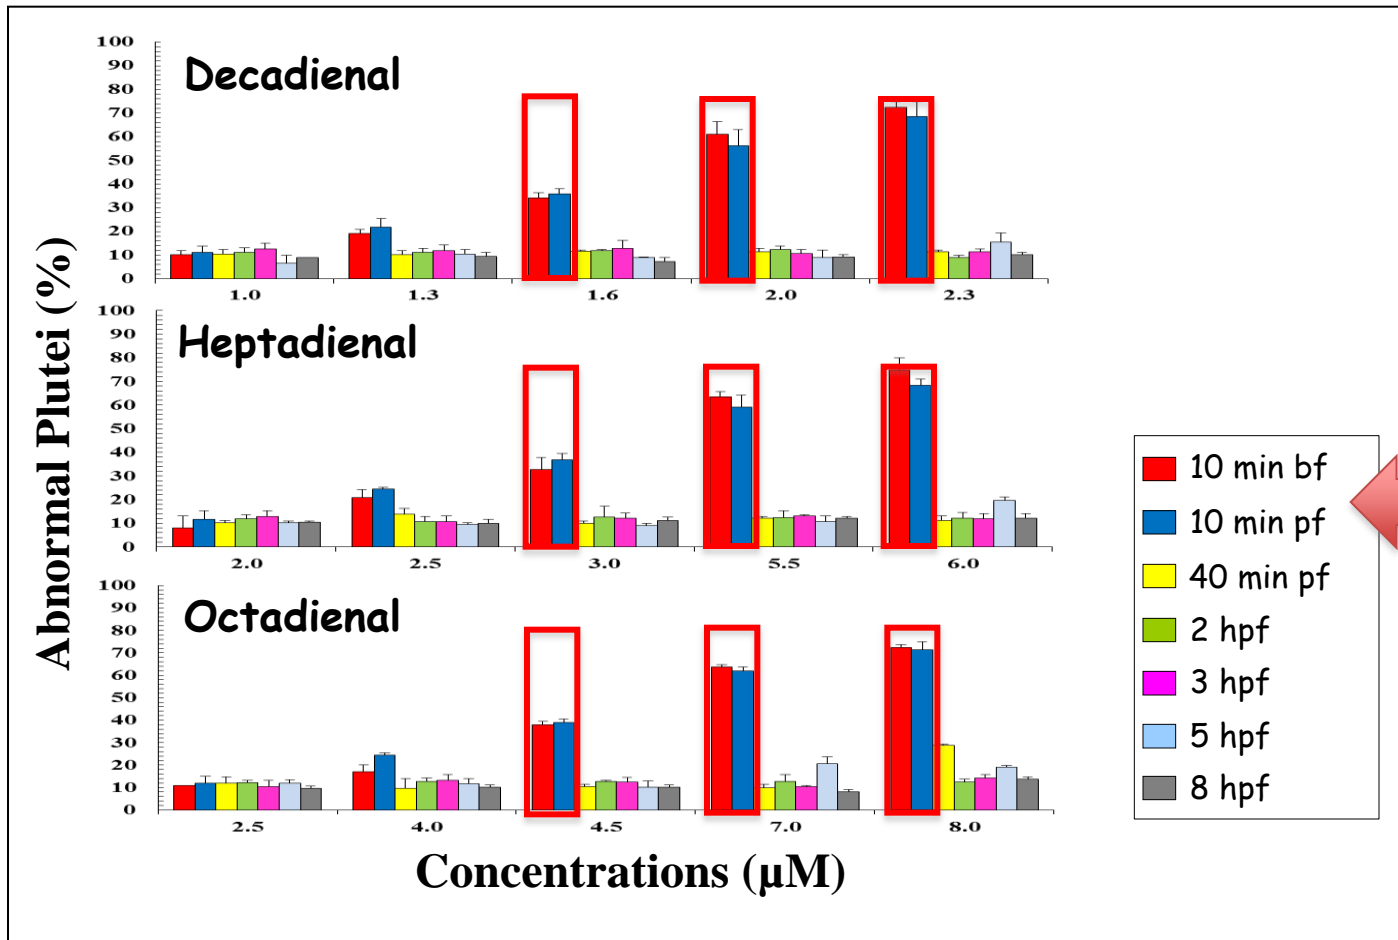 Abnormal Plutei (%)
Decadienal
100
90
80
70
60
50
40
30
20
10
0
1.0 1.3 1.6 2.0 2.3
Heptadienal
100
90
80
70
60
50
40
30
20
10
0
2.0 2.5 3.0 5.5 6.0
Octadienal
100
90
80
70
60
50
40
30
20
10
0
2.5 4.0 4.5 7.0 8.0
Concentrations (µM)
10 min bf
10 min pf
40 min pf
2 hpf
3 hpf
5 hpf
8 hpf